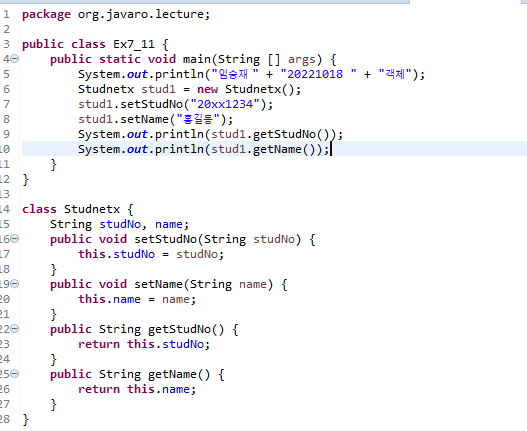 1 package org.javaro.lecture;
2
3 public class Ex7_11 {
4 public static void main(String [] args) {
5 System.out.println("임승재 " + "20221018 " + "객체");
6 Studnetx stud1 = new Studnetx();
7 stud1.setStudNo("20xx1234");
8 stud1.setName("홍길동");
9 System.out.println(stud1.getStudNo());
10 System.out.println(stud1.getName());
11 }
12 }
13
14 class Studnetx {
15 String studNo, name;
16 public void setStudNo(String studNo) {
17 this.studNo = studNo;
18 }
19 public void setName(String name) {
20 this.name = name;
21 }
22 public String getStudNo() {
23 return this.studNo;
24 }
25 public String getName() {
26 return this.name;
27 }
28 }